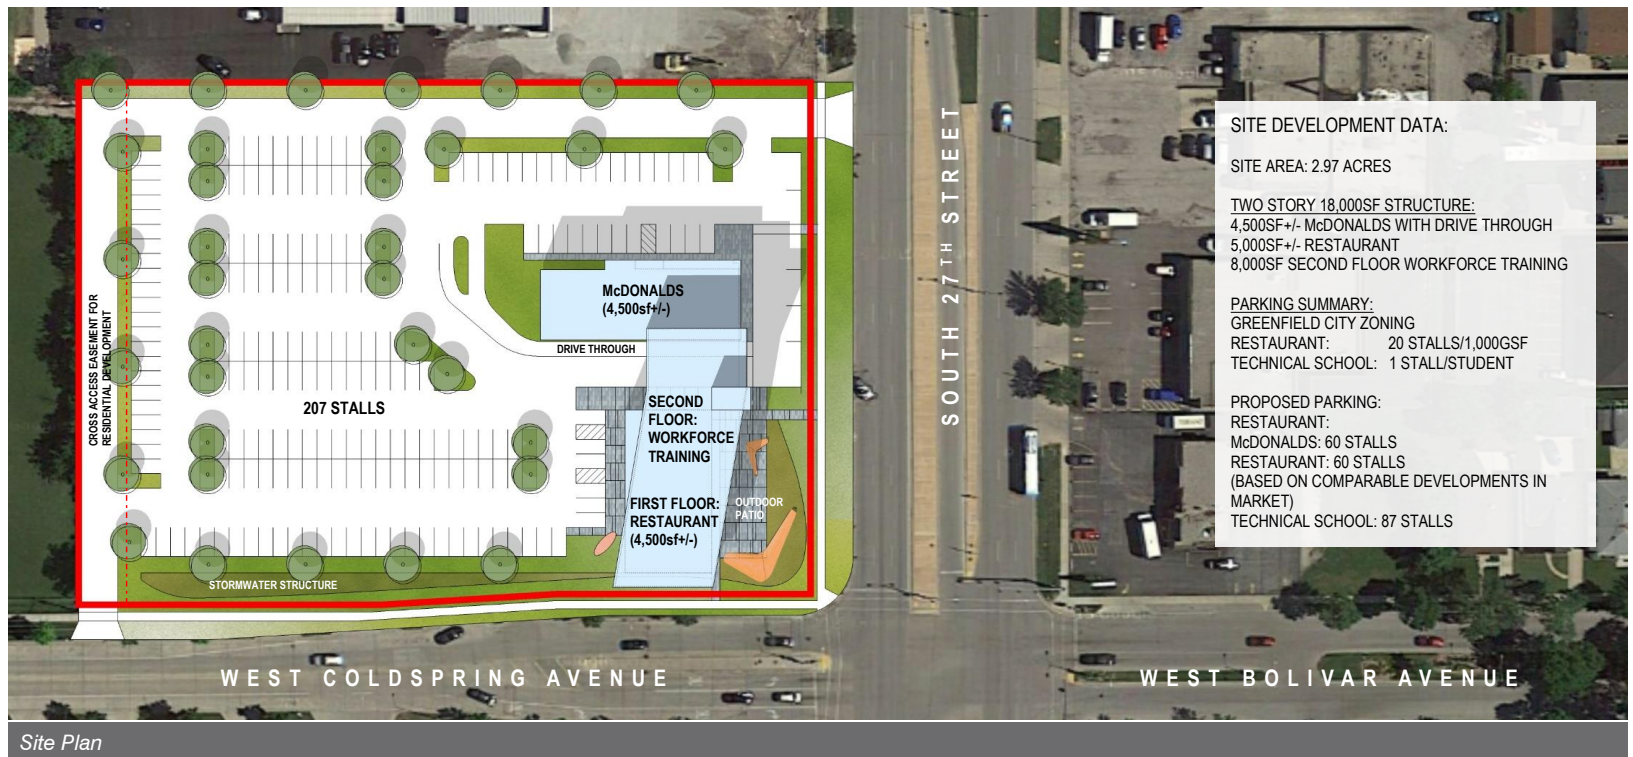 CROSS ACCESS EASEMENT FOR
RESIDENTIAL DEVELOPMENT
207 STALLS
McDONALDS
(4,500sf+/-)
DRIVE THROUGH
SECOND
FLOOR:
WORKFORCE
TRAINING
FIRST FLOOR:
RESTAURANT
(4,500sf+/-)
OUTDOOR
PATIO
STORMWATER STRUCTURE
SOUTH 27TH STREET
WEST COLDSPRING AVENUE
WEST BOLIVAR AVENUE
SITE DEVELOPMENT DATA:
SITE AREA: 2.97 ACRES
TWO STORY 18,000SF STRUCTURE:
4,500SF+/- McDONALDS WITH DRIVE THROUGH
5,000SF+/- RESTAURANT
8,000SF SECOND FLOOR WORKFORCE TRAINING
PARKING SUMMARY:
GREENFIELD CITY ZONING
RESTAURANT: 20 STALLS/1,000GSF
TECHNICAL SCHOOL: 1 STALL/STUDENT
PROPOSED PARKING:
RESTAURANT:
McDONALDS: 60 STALLS
RESTAURANT: 60 STALLS
(BASED ON COMPARABLE DEVELOPMENTS IN
MARKET)
TECHNICAL SCHOOL: 87 STALLS
Site Plan